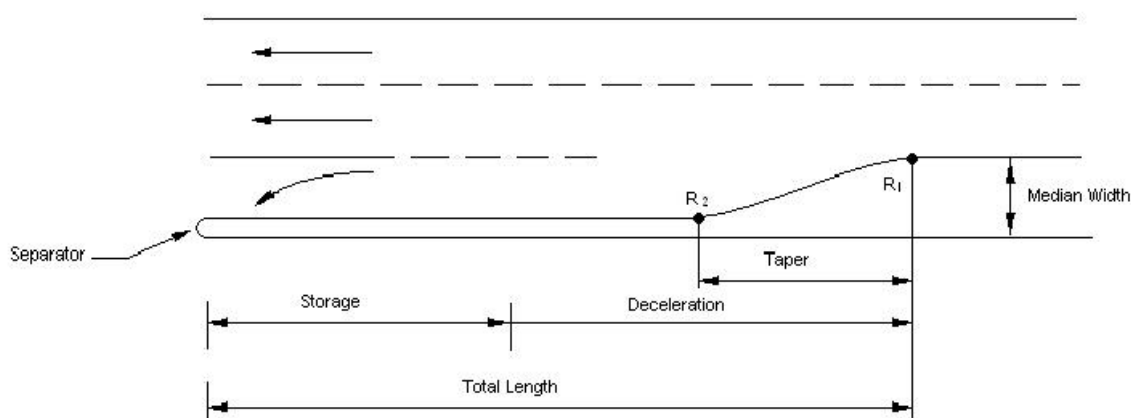 R1
R2
Median Width
Separator
Taper
Storage
Deceleration
Total Length